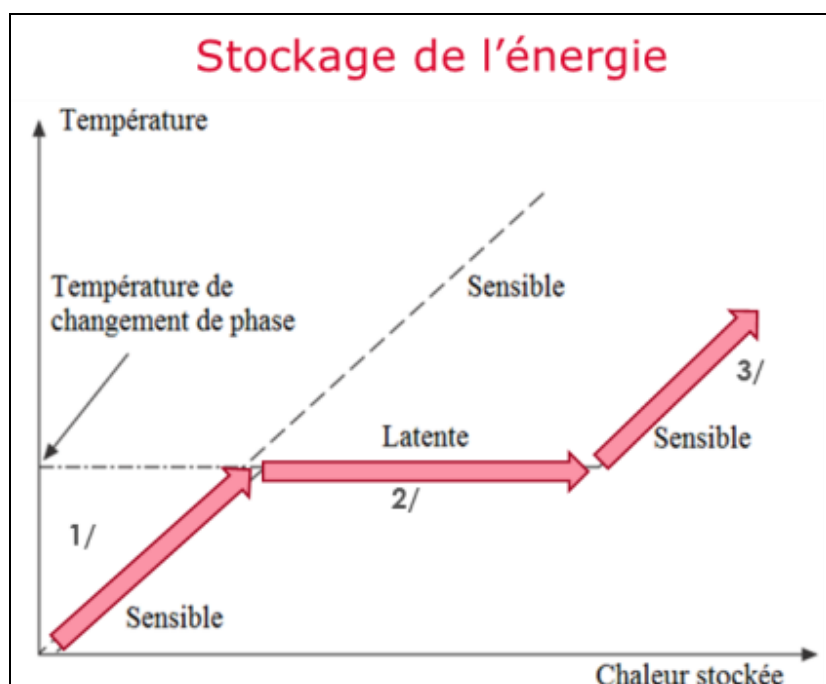 Stockage de l'énergie
Température
Température de
changement de phase
Sensible
3/
Latente
Sensible
2/
1/
Sensible
Chaleur stockée